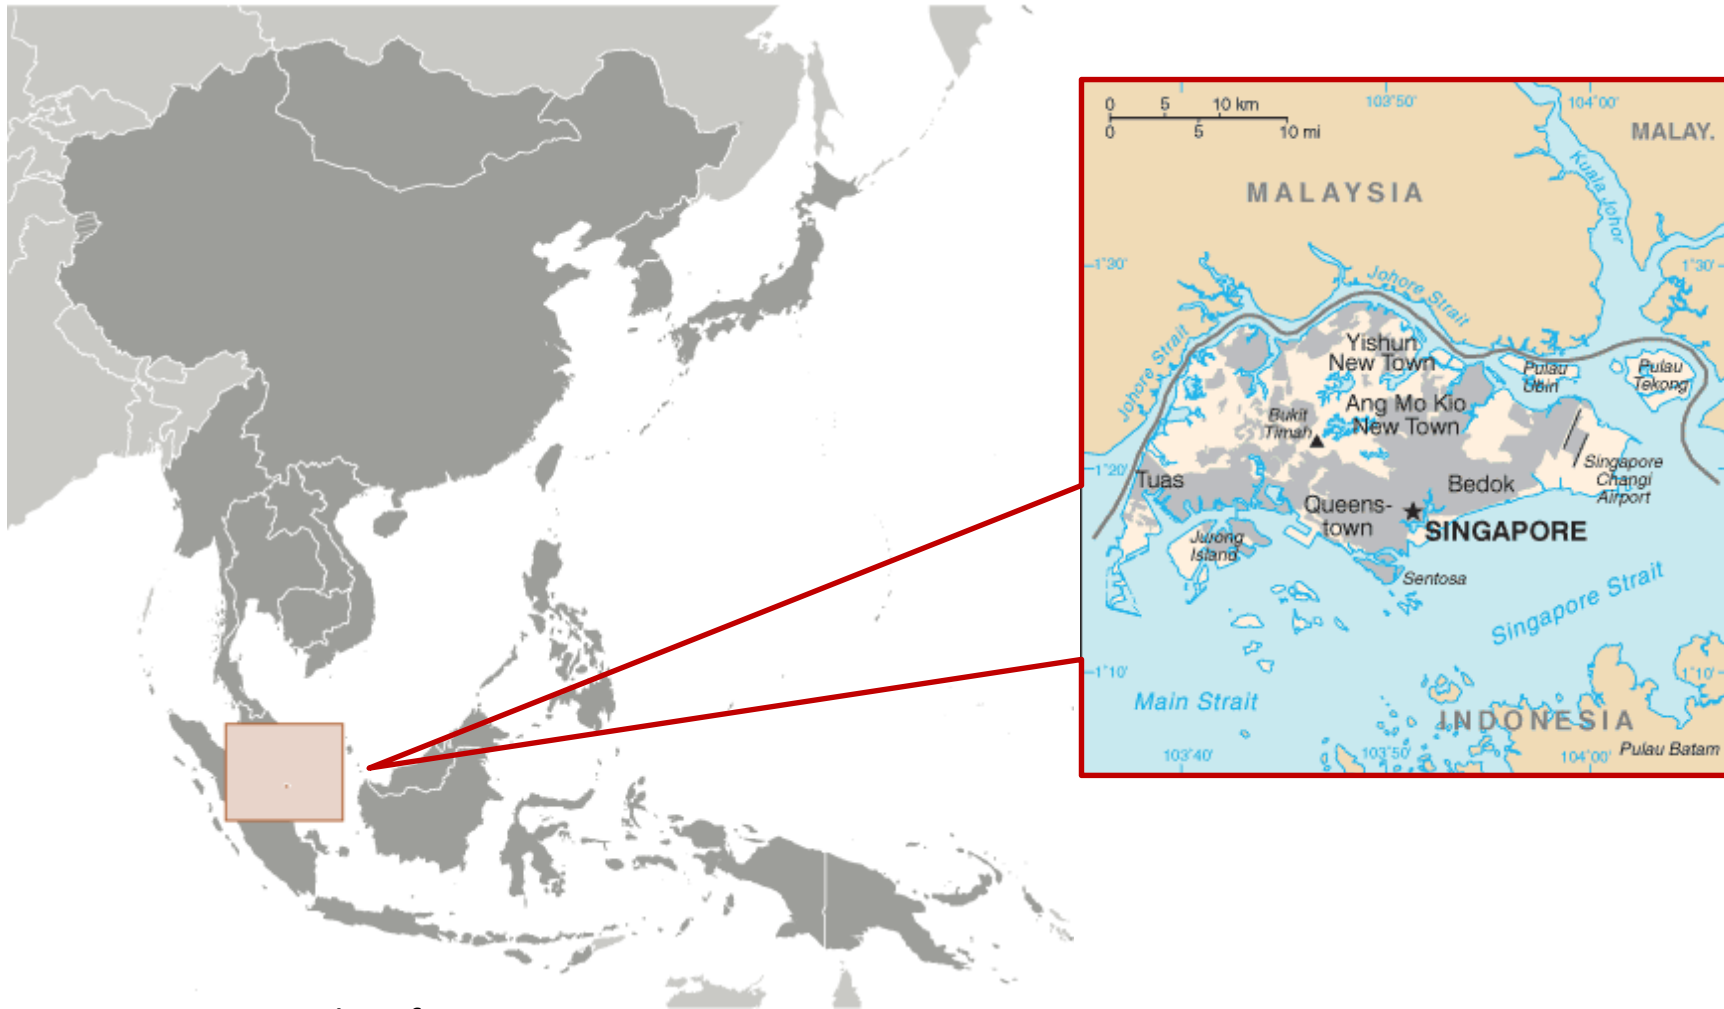 0 5 10 km
0 5 10 mi
103°50'
104°00'
MALAY.
MALAYSIA
Kuala Johor
1°30'
1°30'
Johore Strait
Johore Strait
Yishun
New Town
Pulau
Ubin
Pulau
Tekong
Ang Mo Kio
New Town
Bukit
Timah
1°20'
Singapore
Changi
Airport
Tuas
Bedok
Queens-
town
SINGAPORE
Jurong
Island
Sentosa
Singapore Strait
1°10'
1°10'
Main Strait
INDONESIA
Pulau Batam
103°40'
103°50'
104°00'